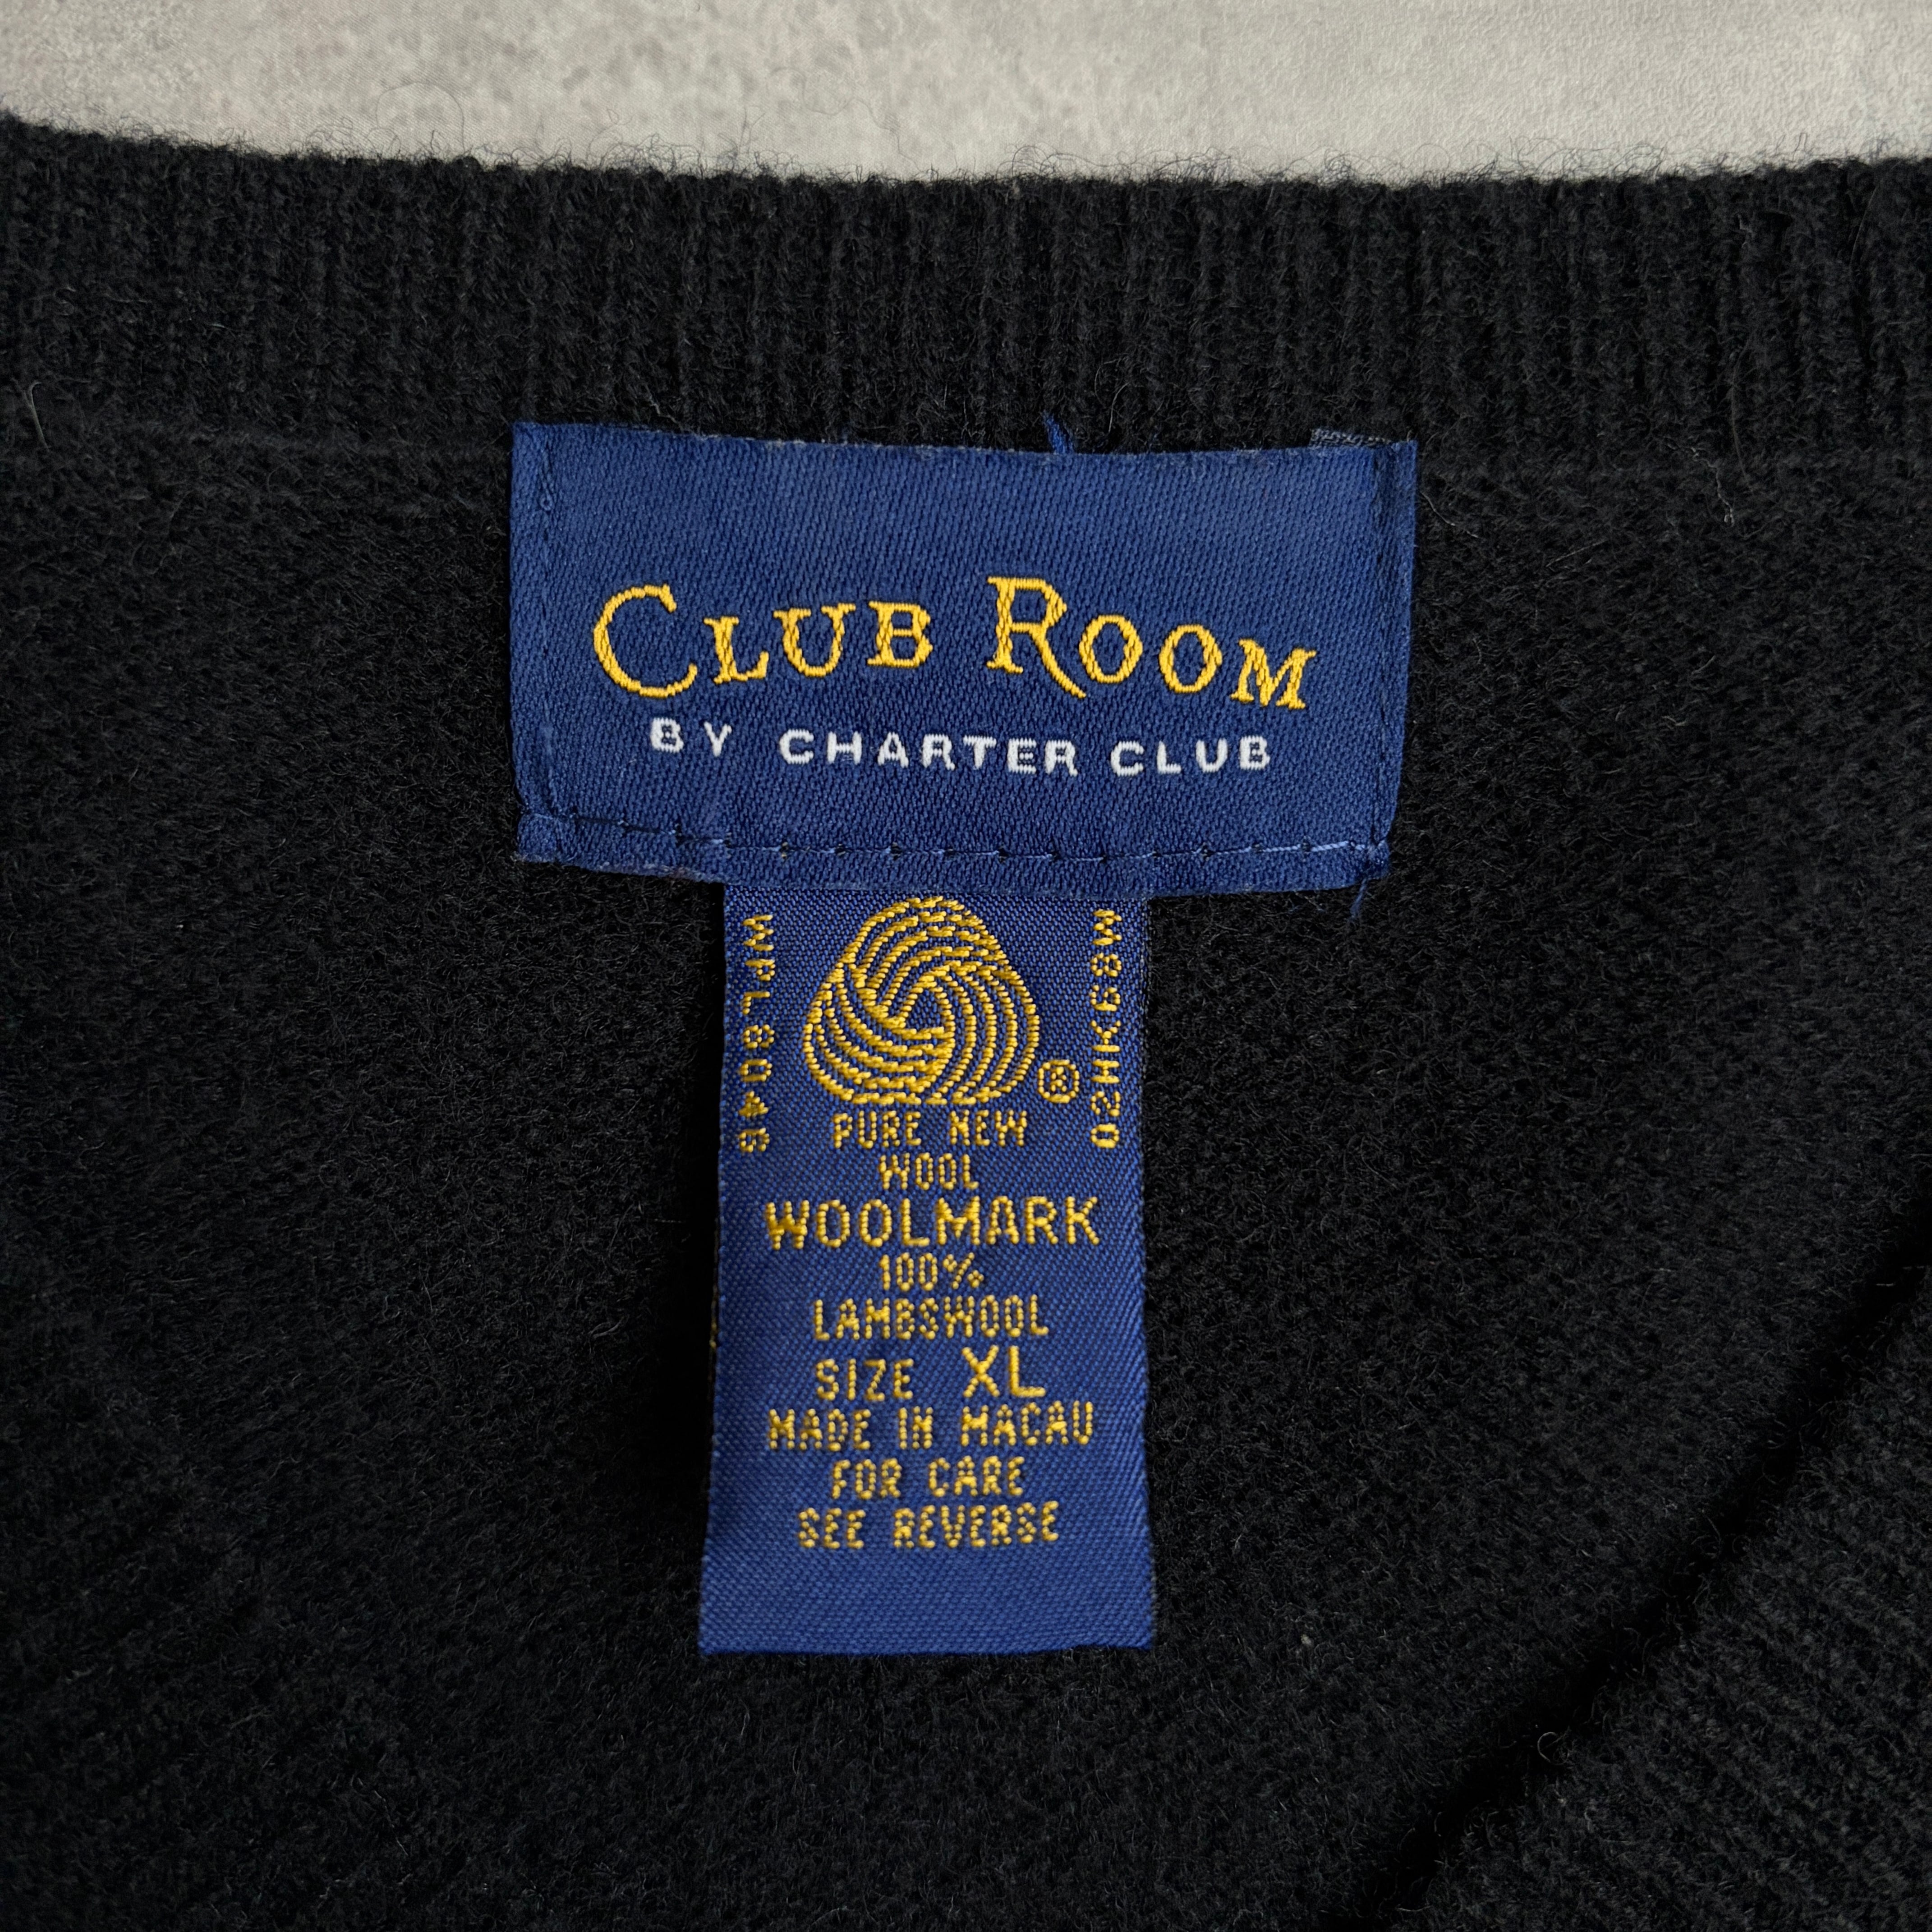 CLUB ROOM
BY CHARTER CLUB
WPL8046
02HK68W
®
PURE NEW
WOOL
WOOLMARK
100%
LAMBSWOOL
SIZE XL
MADE IN MACAU
FOR CARE
SEE REVERSE